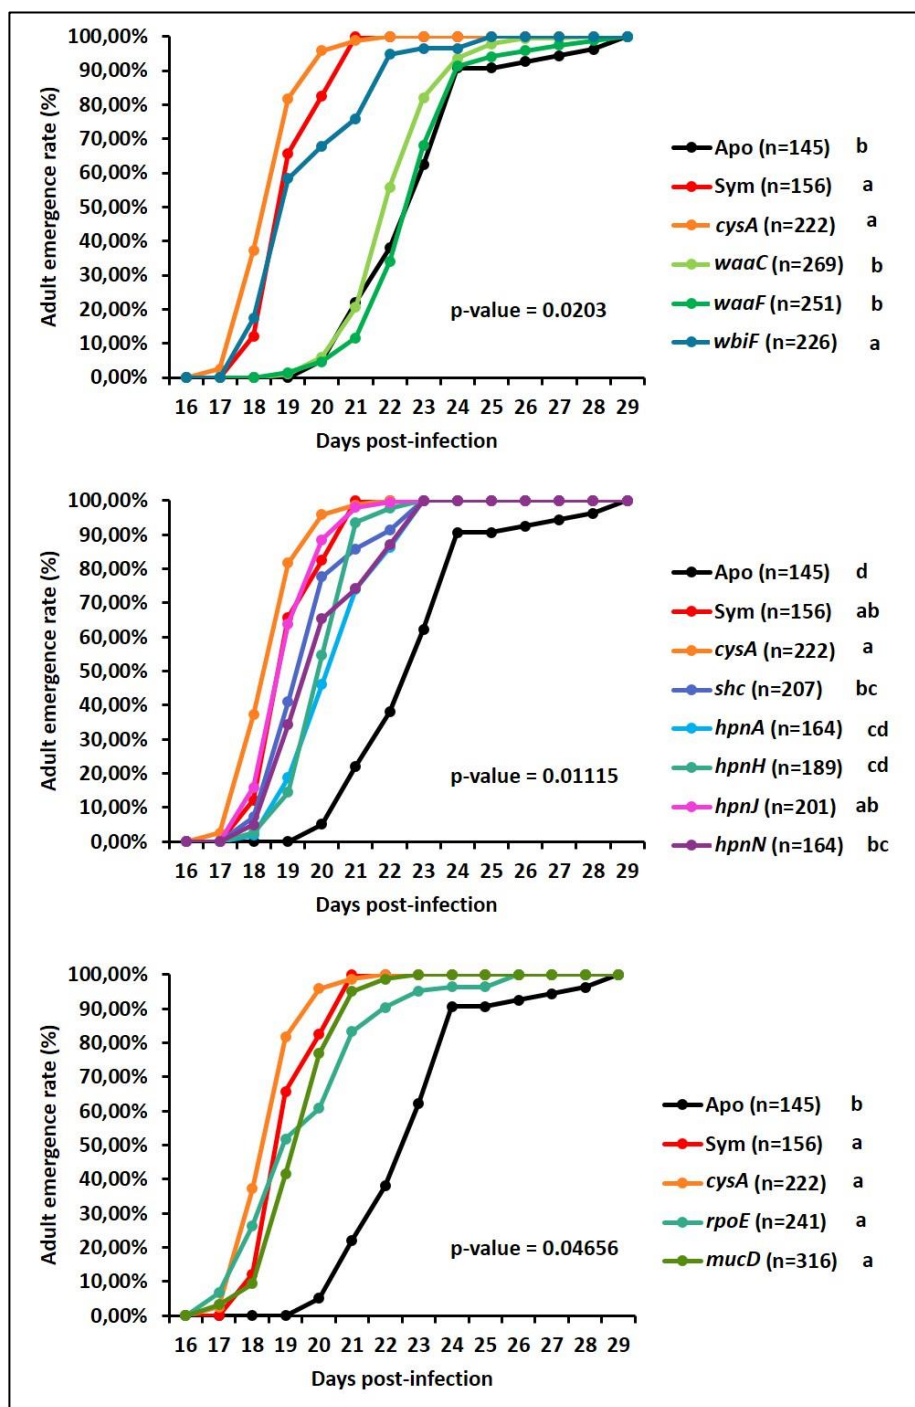 Adult emergence rate (%)
100,00%
90,00%
80,00%
70,00%
60,00%
50,00%
40,00%
30,00%
20,00%
10,00%
0,00%
p-value = 0.0203
16 17 18 19 20 21 22 23 24 25 26 27 28 29
Days post-infection
Apo (n=145) b
Sym (n=156) a
cysA (n=222) a
waaC (n=269) b
waaF (n=251) b
wbiF (n=226) a
Adult emergence rate (%)
100,00%
90,00%
80,00%
70,00%
60,00%
50,00%
40,00%
30,00%
20,00%
10,00%
0,00%
p-value = 0.01115
16 17 18 19 20 21 22 23 24 25 26 27 28 29
Days post-infection
Apo (n=145) d
Sym (n=156) ab
cysA (n=222) a
shc (n=207) bc
hpnA (n=164) cd
hpnH (n=189) cd
hpnJ (n=201) ab
hpnN (n=164) bc
Adult emergence rate (%)
100,00%
90,00%
80,00%
70,00%
60,00%
50,00%
40,00%
30,00%
20,00%
10,00%
0,00%
p-value = 0.04656
16 17 18 19 20 21 22 23 24 25 26 27 28 29
Days post-infection
Apo (n=145) b
Sym (n=156) a
cysA (n=222) a
rpoE (n=241) a
mucD (n=316) a